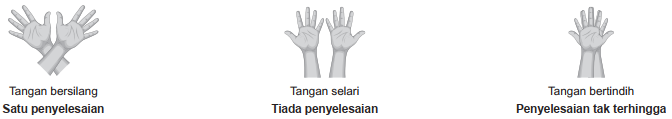 Tangan bersilang
Satu penyelesaian
Tangan selari
Tiada penyelesaian
Tangan bertindih
Penyelesaian tak terhingga